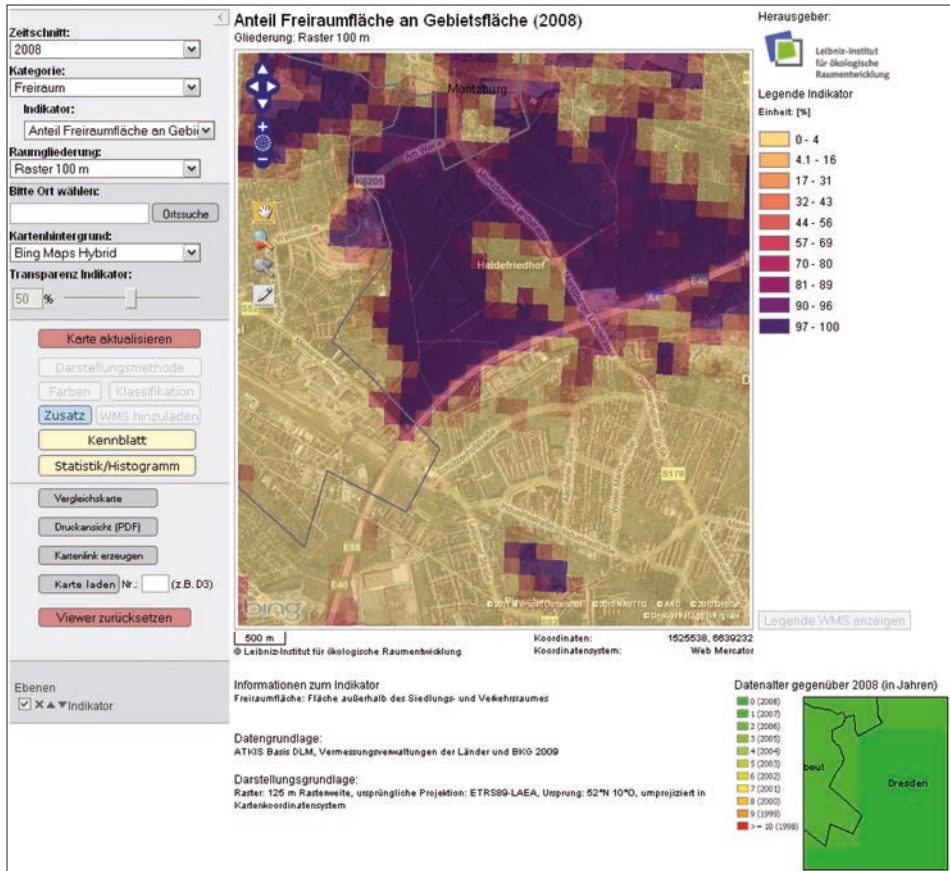 Zeitschnitt:
2008
Kategorie:
Freiraum
Indikator:
Anteil Freiraumfläche an Gebi
Raumgliederung:
Raster 100 m
Bitte Ort wählen:
Ortssuche
Kartenhintergrund:
Bing Maps Hybrid
Transparenz Indikator:
50 %
Karte aktualisieren
Darstellungsmethode
Farben Klassifikation
Zusatz WMS hinzuladen
Kennblatt
Statistik/Histogramm
Vergleichskarte
Druckansicht (PDF)
Kartenlink erzeugen
Karte laden Nr.: (z.B. D3)
Viewer zurücksetzen
Ebenen
Indikator
Anteil Freiraumfläche an Gebietsfläche (2008)
Gliederung: Raster 100 m
Moritzburg
K6205
Heidefriedhof
A4
E40
S179
E55
E40
bing
500 m
© Leibniz-Institut für ökologische Raumentwicklung
Koordinaten: 1525538, 6639232
Koordinatensystem: Web Mercator
Herausgeber:
Leibniz-Institut
für ökologische
Raumentwicklung
Legende Indikator
Einheit: [%]
0 - 4
4.1 - 16
17 - 31
32 - 43
44 - 56
57 - 69
70 - 80
81 - 89
90 - 96
97 - 100
Legende WMS anzeigen
Informationen zum Indikator
Freiraumfläche: Fläche außerhalb des Siedlungs- und Verkehrsraumes
Datengrundlage:
ATKIS Basis DLM, Vermessungsverwaltungen der Länder und BKG 2009
Darstellungsgrundlage:
Raster: 125 m Rasterweite, ursprüngliche Projektion: ETRS89-LAEA, Ursprung: 52°N 10°O, umprojiziert in
Kartenkoordinatensystem
Datenalter gegenüber 2008 (in Jahren)
0 (2008)
1 (2007)
2 (2006)
3 (2005)
4 (2004)
5 (2003)
6 (2002)
7 (2001)
8 (2000)
9 (1999)
>= 10 (1998)
beul
Dresden